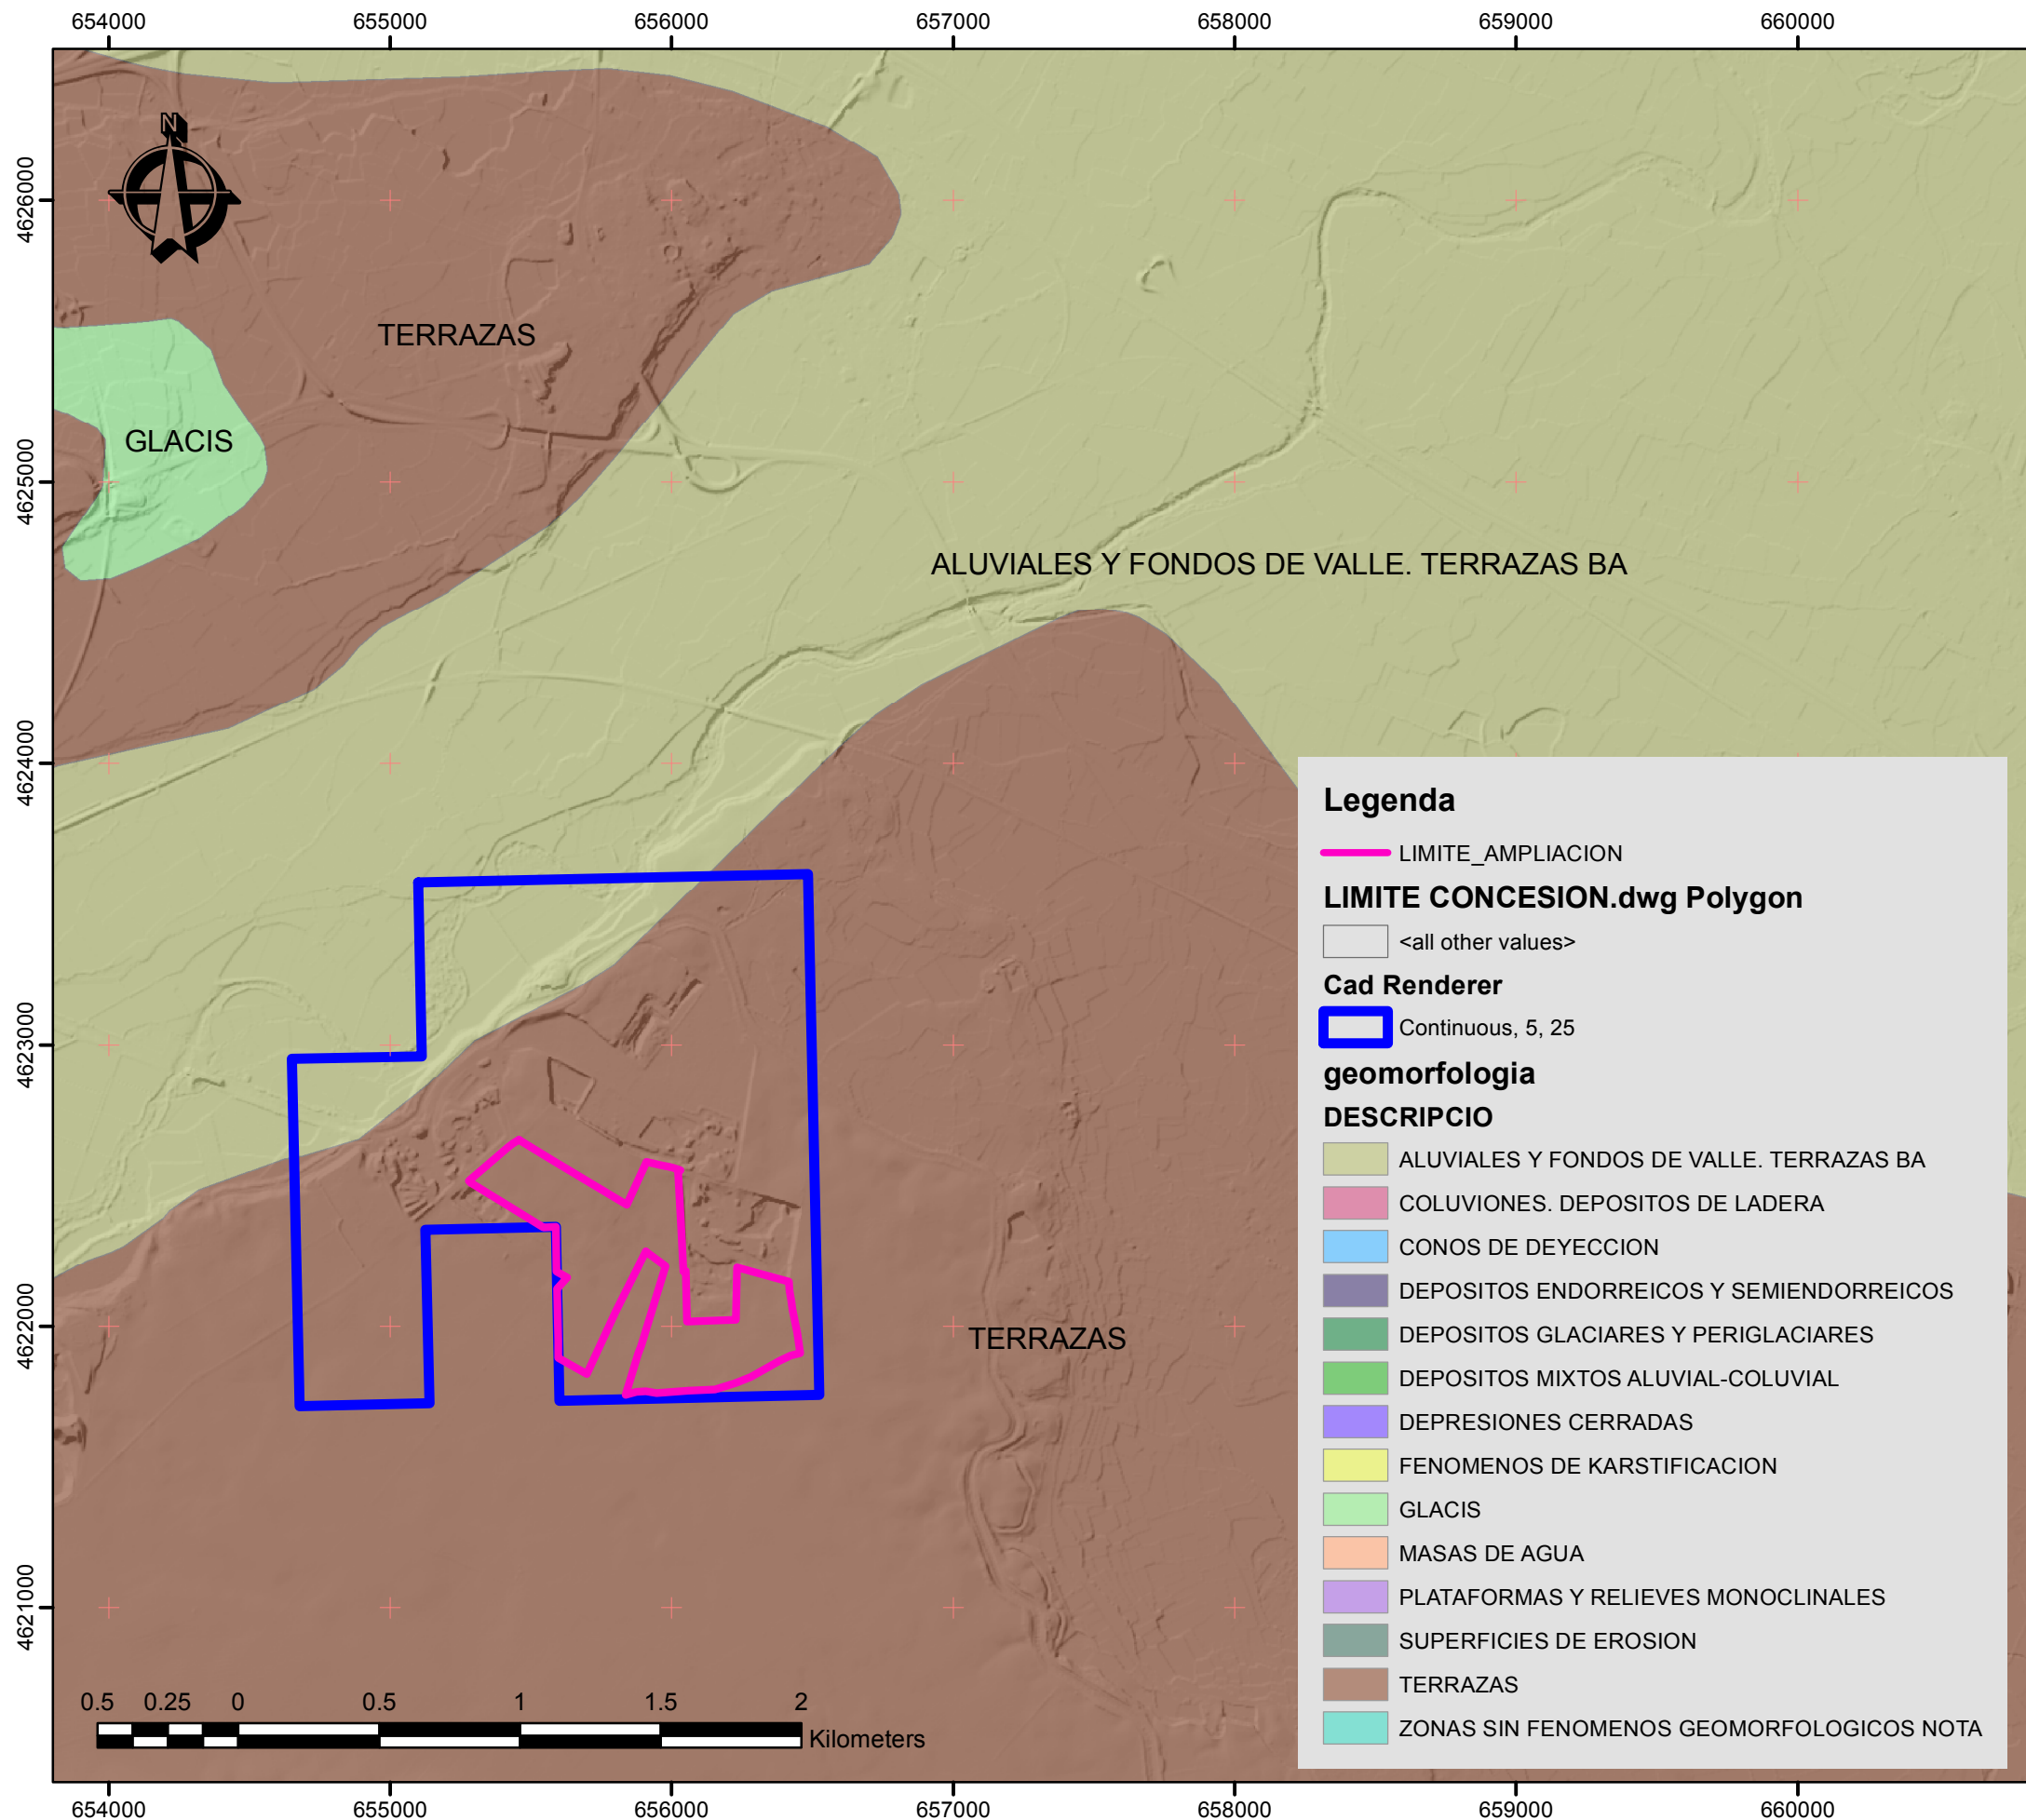 654000 655000 656000 657000 658000 659000 660000
N
4626000
TERRAZAS
GLACIS
4625000
ALUVIALES Y FONDOS DE VALLE. TERRAZAS BA
4624000
4623000
4622000
TERRAZAS
4621000
Legenda
LIMITE_AMPLIACION
LIMITE CONCESION.dwg Polygon
<all other values>
Cad Renderer
Continuous, 5, 25
geomorfologia
DESCRIPCIO
ALUVIALES Y FONDOS DE VALLE. TERRAZAS BA
COLUVIONES. DEPOSITOS DE LADERA
CONOS DE DEYECCION
DEPOSITOS ENDORREICOS Y SEMIENDORREICOS
DEPOSITOS GLACIARES Y PERIGLACIARES
DEPOSITOS MIXTOS ALUVIAL-COLUVIAL
DEPRESIONES CERRADAS
FENOMENOS DE KARSTIFICACION
GLACIS
MASAS DE AGUA
PLATAFORMAS Y RELIEVES MONOCLINALES
SUPERFICIES DE EROSION
TERRAZAS
ZONAS SIN FENOMENOS GEOMORFOLOGICOS NOTA
0.5 0.25 0 0.5 1 1.5 2
Kilometers
654000 655000 656000 657000 658000 659000 660000